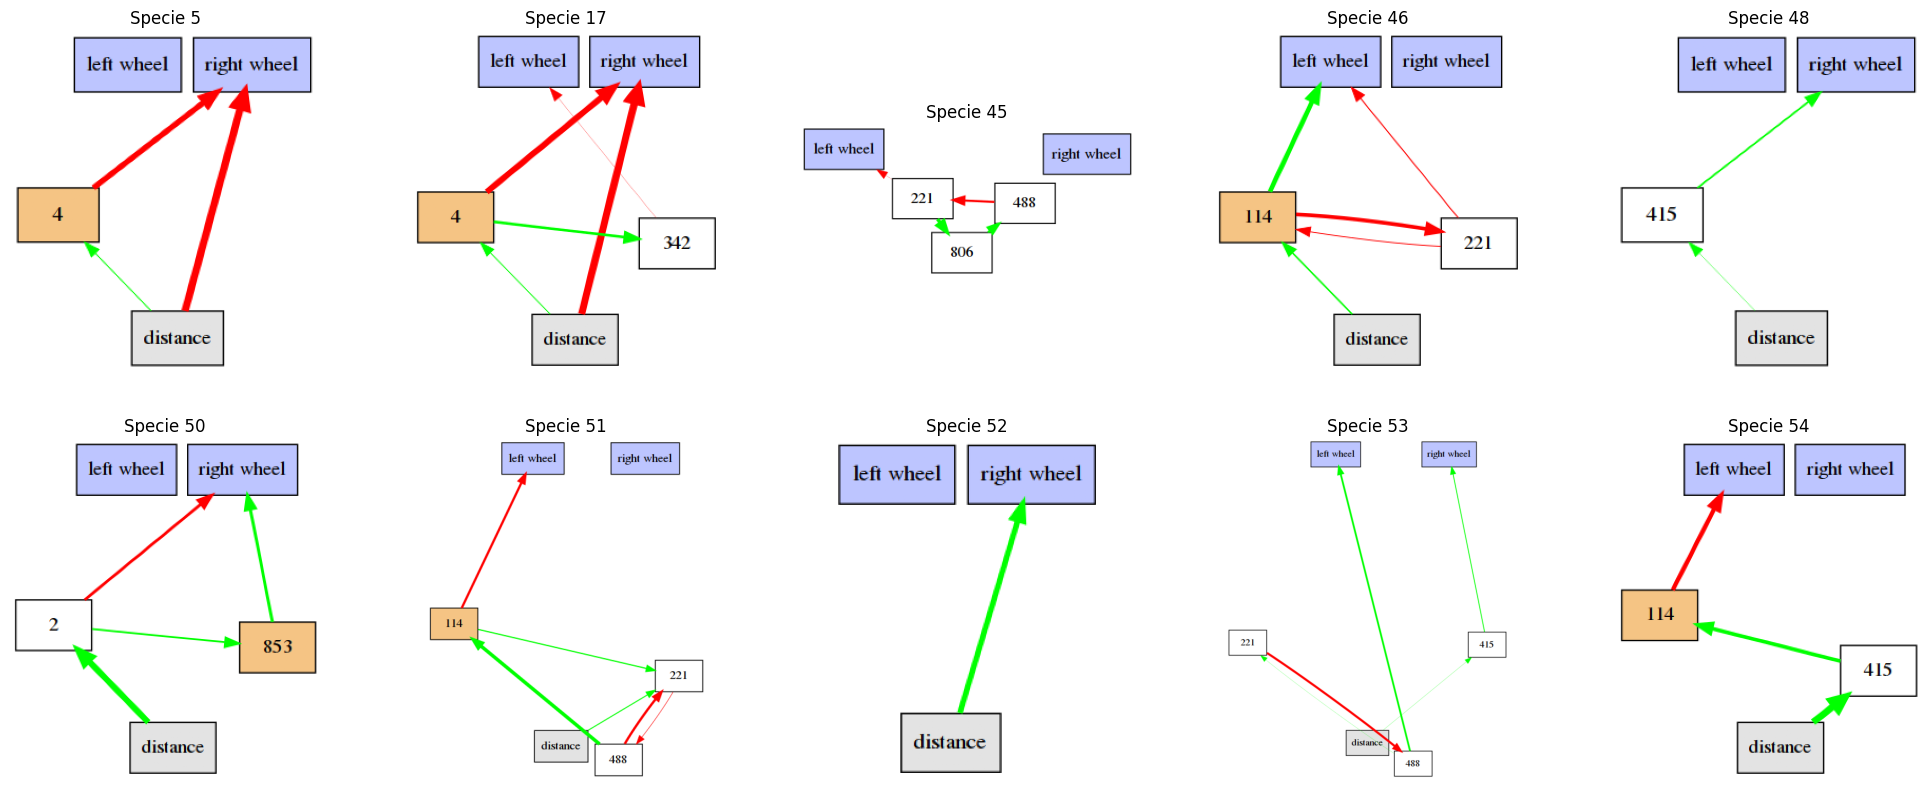 Specie 5
left wheel
right wheel
4
distance
Specie 17
left wheel
right wheel
4
342
distance
Specie 45
left wheel
right wheel
221
488
806
Specie 46
left wheel
right wheel
114
221
distance
Specie 48
left wheel
right wheel
415
distance
Specie 50
left wheel
right wheel
2
853
distance
Specie 51
left wheel
right wheel
114
221
distance
488
Specie 52
left wheel
right wheel
distance
Specie 53
left wheel
right wheel
221
415
distance
488
Specie 54
left wheel
right wheel
114
415
distance